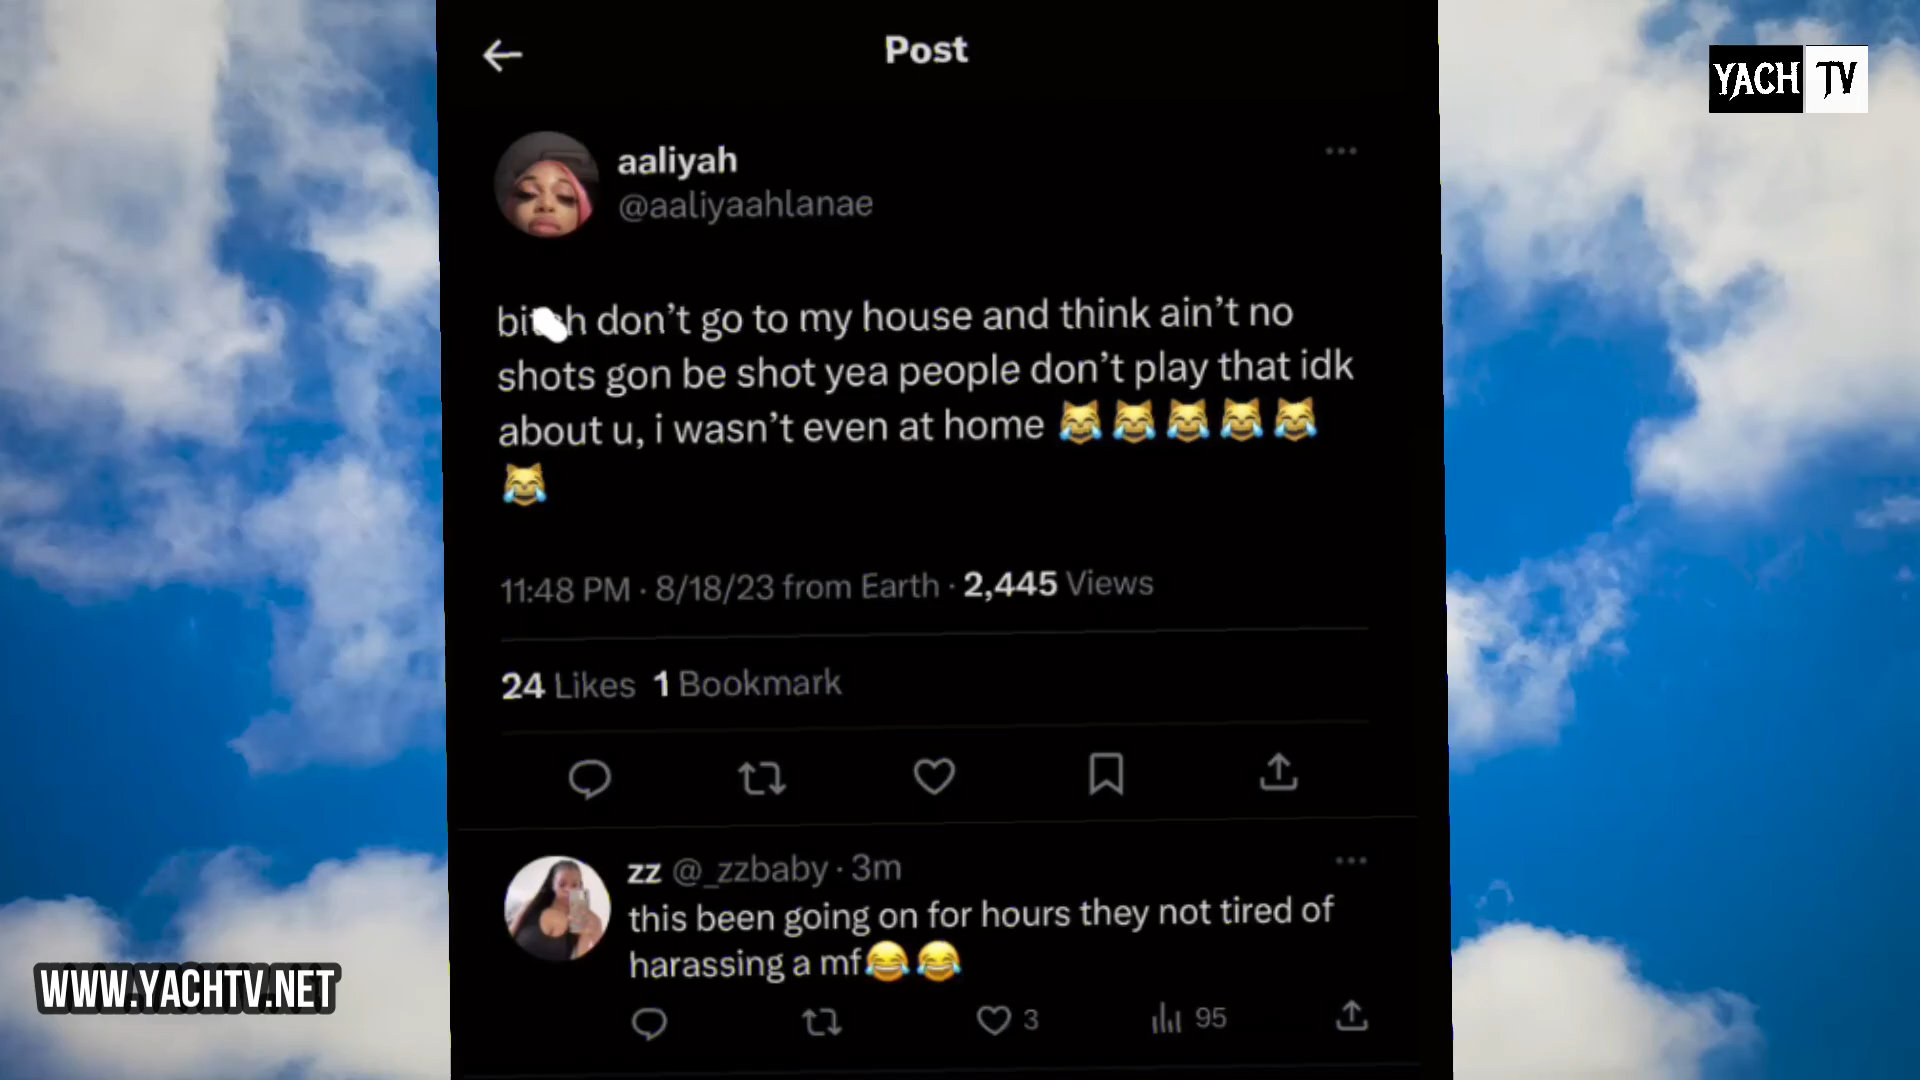 Post
YACH TV
aaliyah
@aaliyaahlanae
bitch don't go to my house and think ain't no
shots gon be shot yea people don't play that idk
about u, i wasn't even at home 😹😹😹😹😹
😹
11:48 PM · 8/18/23 from Earth · 2,445 Views
24 Likes 1 Bookmark
zz @_zzbaby · 3m
this been going on for hours they not tired of
harassing a mf😂😂
3 95
WWW.YACHTV.NET